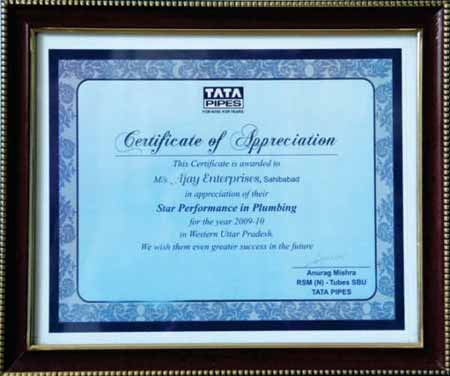 TATA
PIPES
Certificate of Appreciation
This Certificate is awarded to
M/s. Ajay Enterprises, Sahibabad
in appreciation of their
Star Performance in Plumbing
for the year 2009-10
in Western Uttar Pradesh.
We wish them even greater success in the future
Anurag Mishra
RSM (N) - Tubes SBU
TATA PIPES